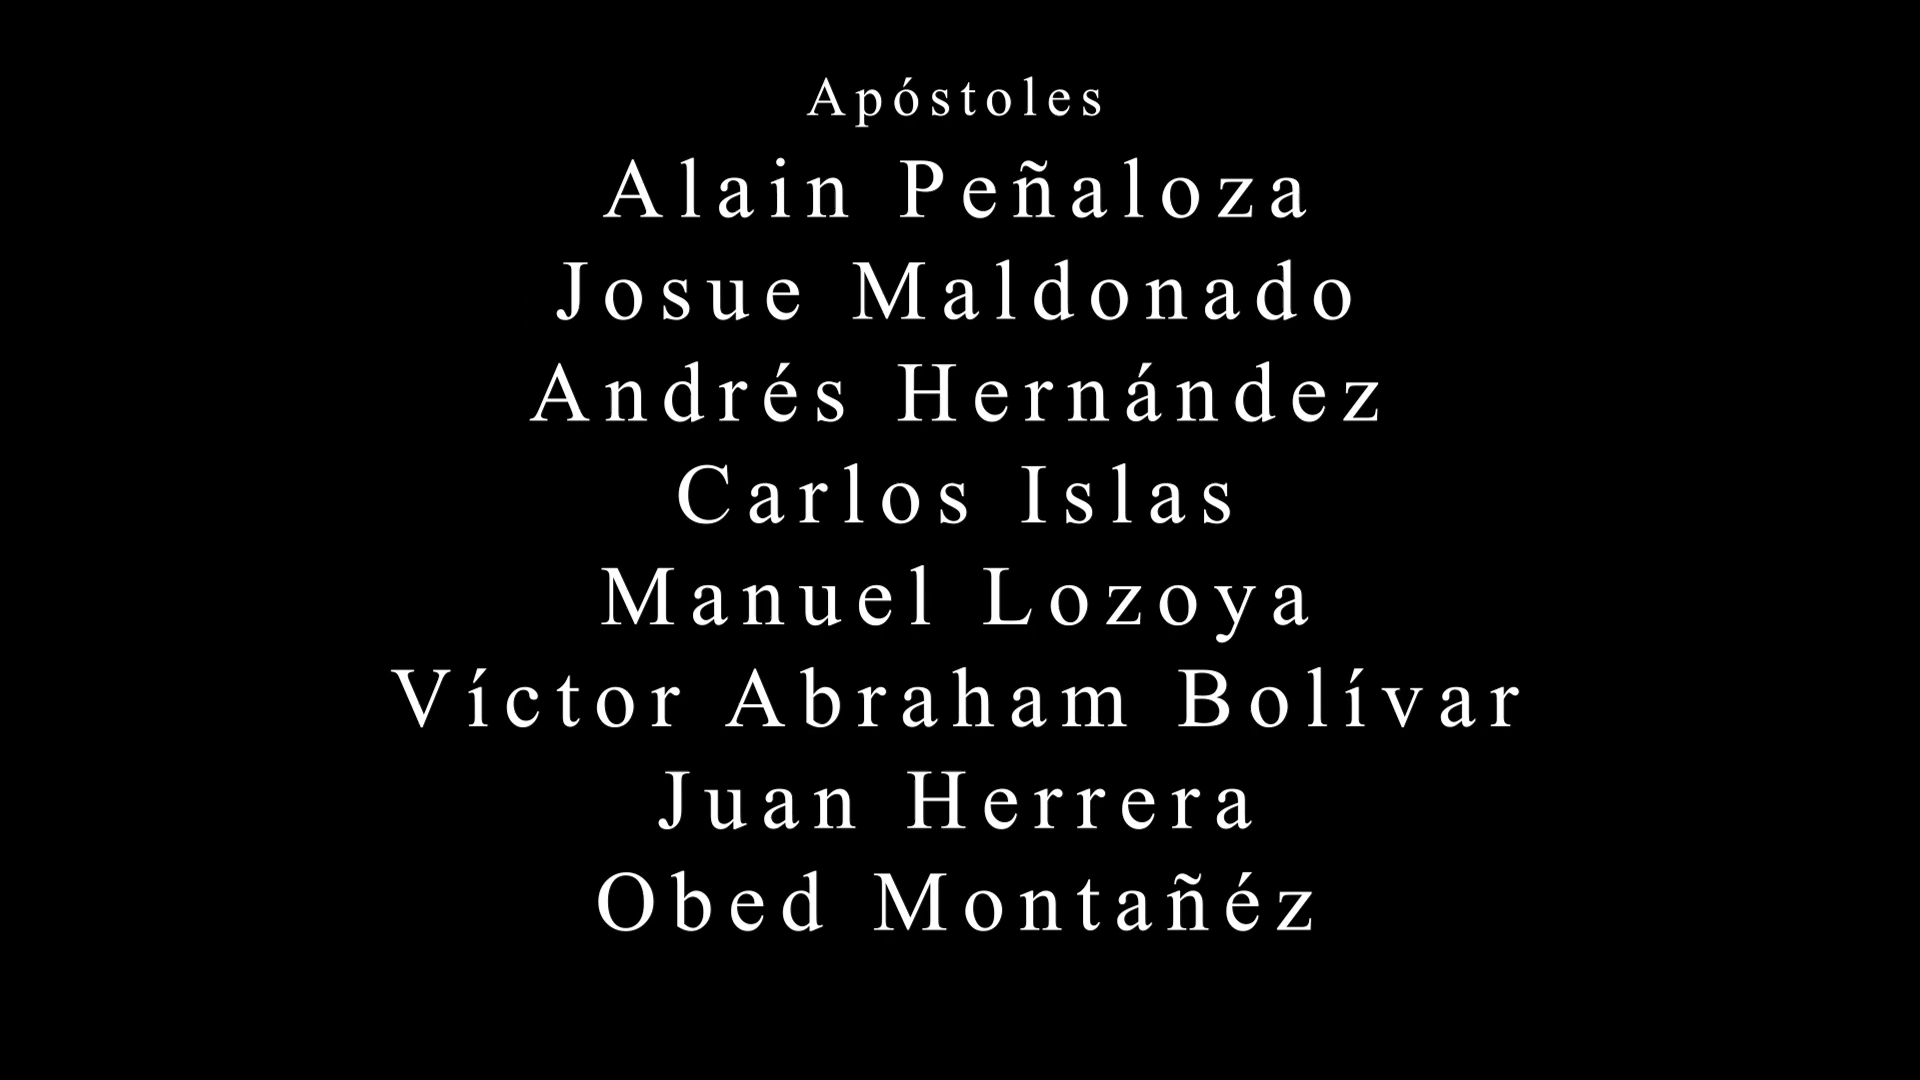 Apóstoles
Alain Peñaloza
Josue Maldonado
Andrés Hernández
Carlos Islas
Manuel Lozoya
Víctor Abraham Bolívar
Juan Herrera
Obed Montañéz